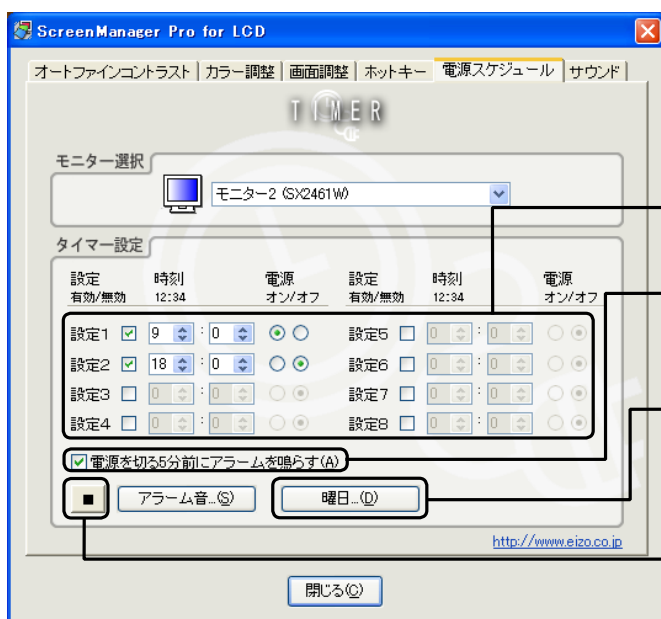 ScreenManager Pro for LCD
オートファインコントラスト カラー調整 画面調整 ホットキー 電源スケジュール サウンド
TIMER
モニター選択
モニター2 (SX2461W)
タイマー設定
設定 時刻 電源 設定 時刻 電源
有効/無効 12:34 オン/オフ 有効/無効 12:34 オン/オフ
設定1 9 : 0 設定5 0 : 0
設定2 18 : 0 設定6 0 : 0
設定3 0 : 0 設定7 0 : 0
設定4 0 : 0 設定8 0 : 0
電源を切る5分前にアラームを鳴らす(A)
アラーム音...(S) 曜日...(D)
http://www.eizo.co.jp
閉じる(C)